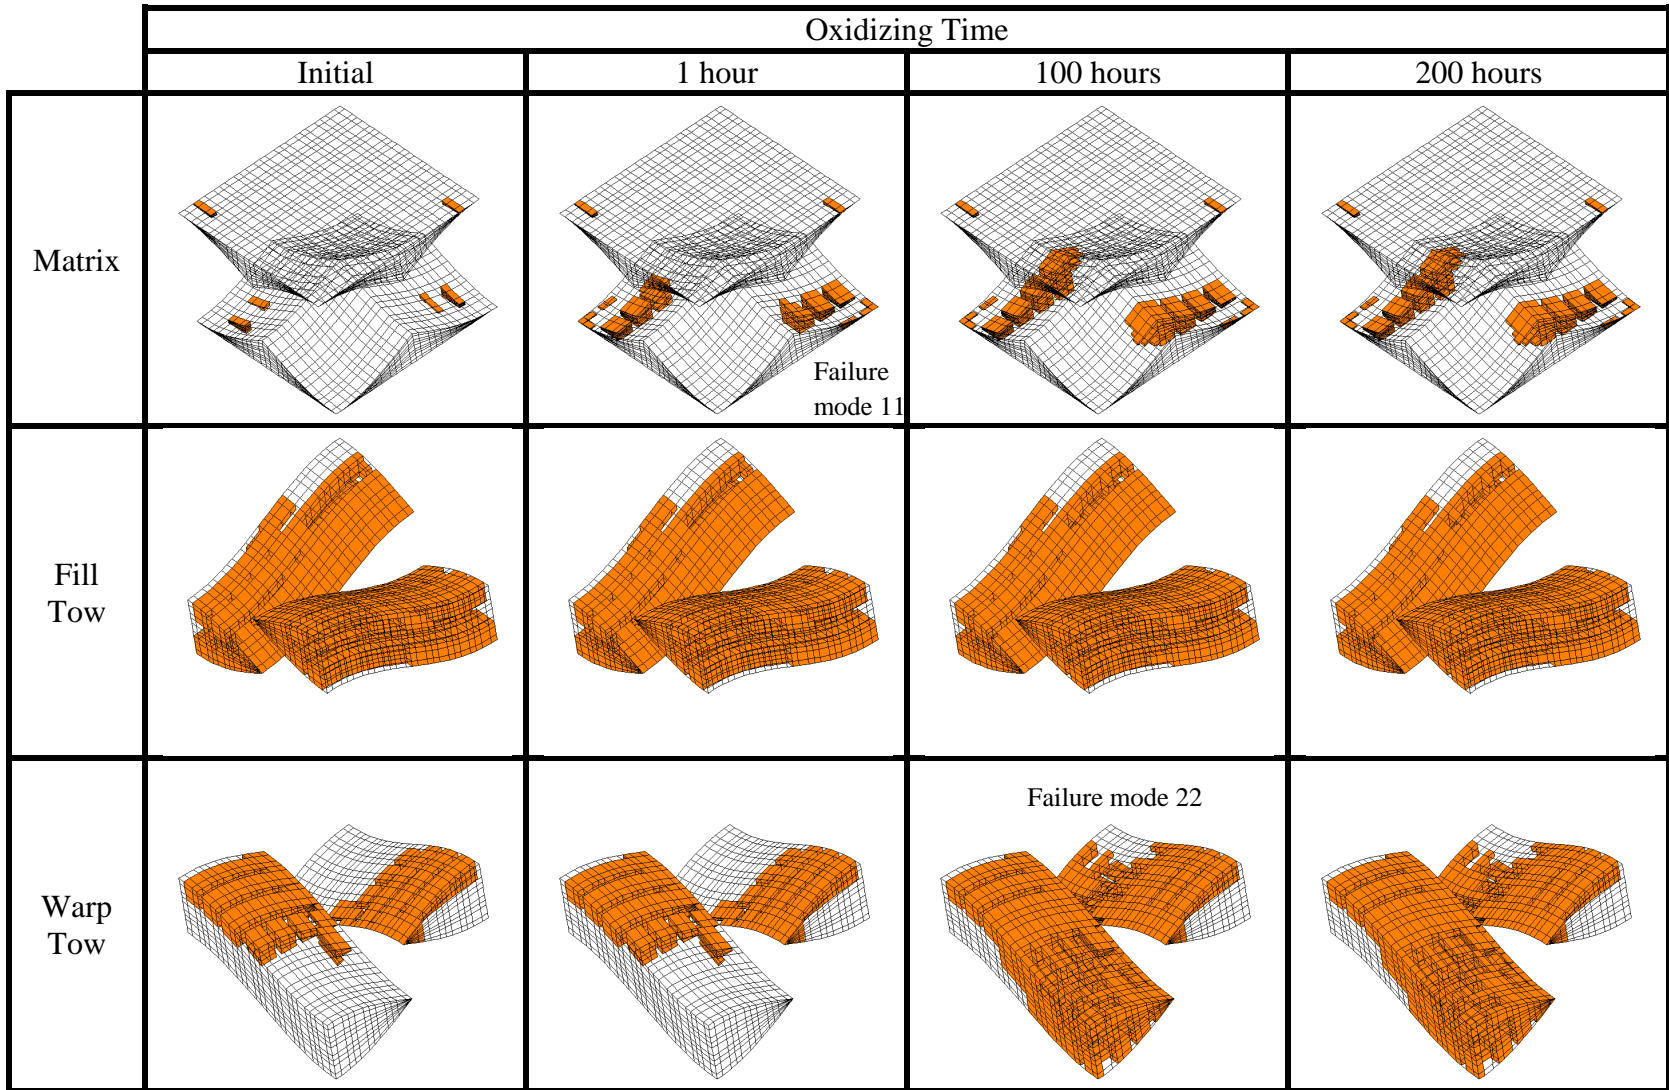 Oxidizing Time
Initial
1 hour
100 hours
200 hours
Matrix
Failure
mode 11
Fill
Tow
Failure mode 22
Warp
Tow